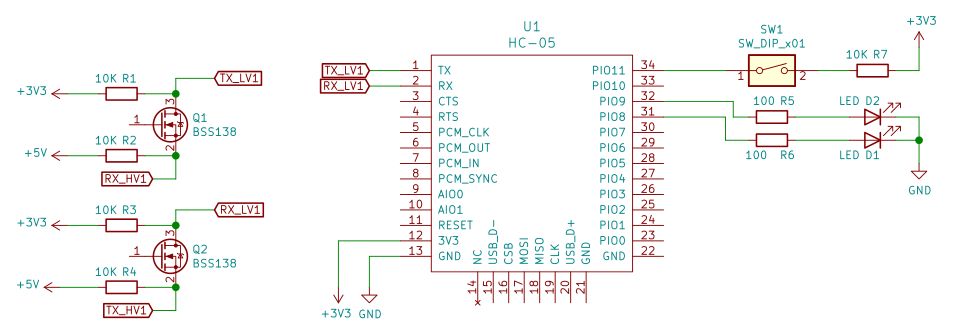 10K R1
TX_LV1
+3V3
3
1
Q1
BSS138
10K R2
2
+5V
RX_HV1
10K R3
RX_LV1
+3V3
3
1
Q2
BSS138
10K R4
2
+5V
TX_HV1
U1
HC-05
TX_LV1
RX_LV1
1 TX
2 RX
3 CTS
4 RTS
5 PCM_CLK
6 PCM_OUT
7 PCM_IN
8 PCM_SYNC
9 AIO0
10 AIO1
11 RESET
12 3V3
13 GND
PIO11 34
PIO10 33
PIO9 32
PIO8 31
PIO7 30
PIO6 29
PIO5 28
PIO4 27
PIO3 26
PIO2 25
PIO1 24
PIO0 23
GND 22
NC
USB_D-
CSB
MOSI
MISO
CLK
USB_D+
GND
14
15
16
17
18
19
20
21
+3V3
GND
SW1
SW_DIP_x01
1
2
10K R7
+3V3
100 R5
LED D2
100 R6
LED D1
GND